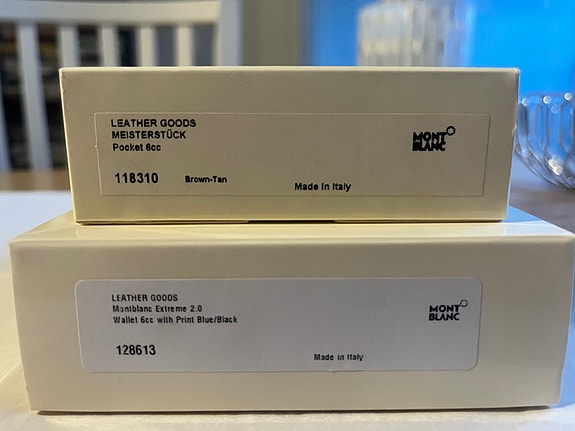 LEATHER GOODS
MEISTERSTÜCK
Pocket 6cc
118310 Brown-Tan
Made in Italy
MONT
BLANC
LEATHER GOODS
Montblanc Extreme 2.0
Wallet 6cc with Print Blue/Black
128613
Made in Italy
MONT
BLANC